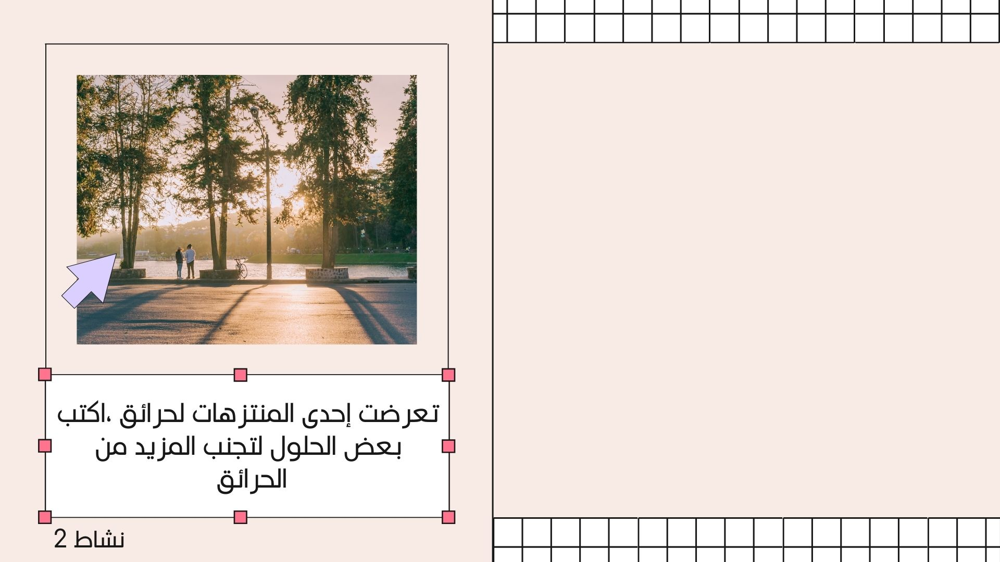 تعرضت إحدى المنتزهات لحرائق ،اكتب
بعض الحلول لتجنب المزيد من
الحرائق
نشاط 2